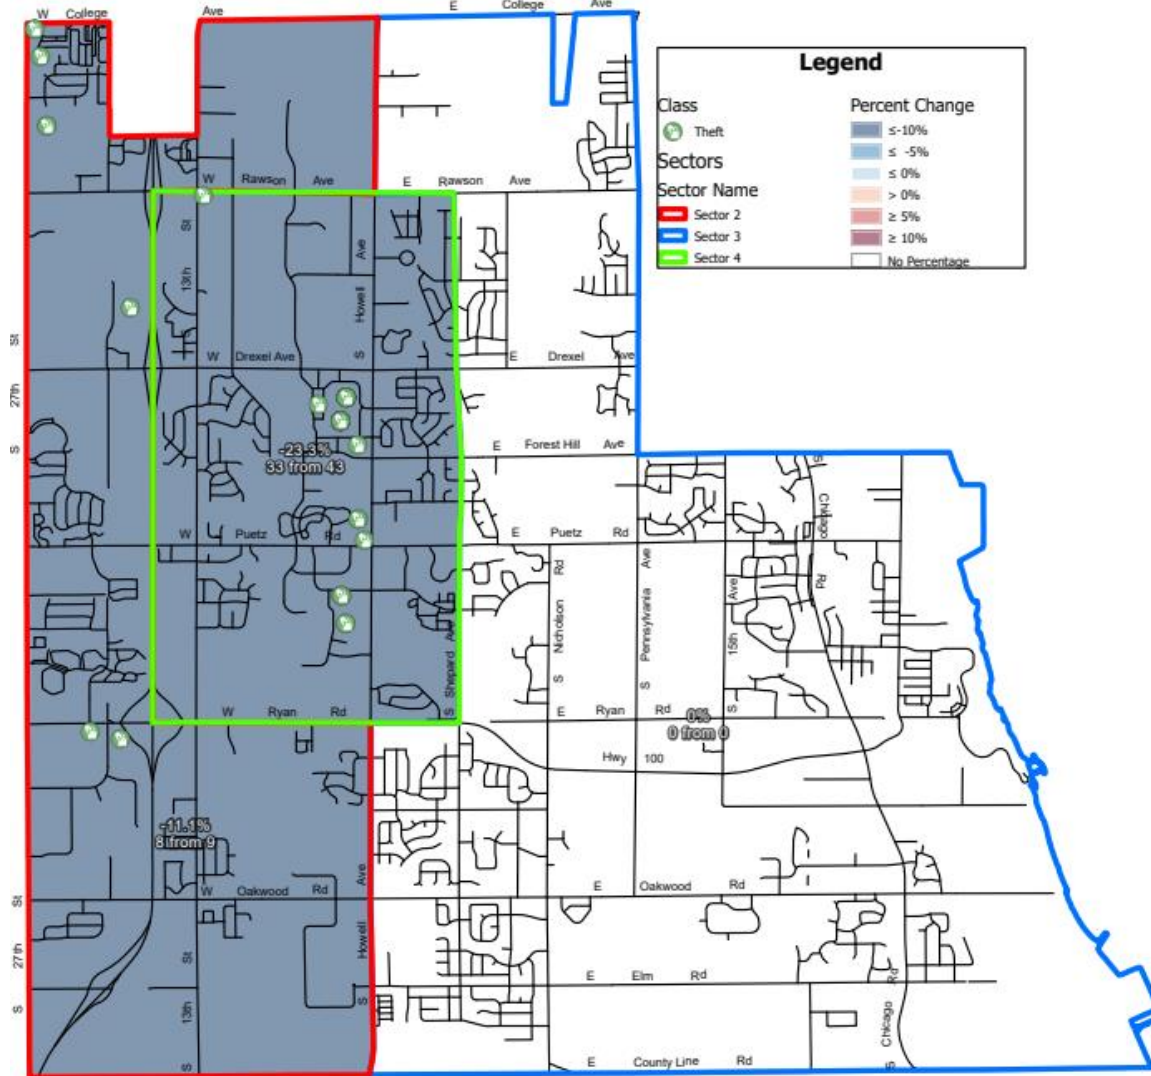 W College Ave
E College Ave
Legend
Class
Theft
Sectors
Sector Name
Sector 2
Sector 3
Sector 4
Percent Change
≤-10%
≤ -5%
≤ 0%
> 0%
≥ 5%
≥ 10%
No Percentage
W Rawson Ave
E Rawson Ave
S 13th St
S Howell Ave
S 27th St
W Drexel Ave
E Drexel Ave
E Forest Hill Ave
-23.3%
33 from 43
W Puetz Rd
E Puetz Rd
S Chicago Rd
S Nicholson Rd
S Pennsylvania Ave
S 15th Ave
S Shepard Ave
W Ryan Rd
E Ryan Rd
0%
0 from 0
Hwy 100
-11.1%
8 from 9
W Oakwood Rd
E Oakwood Rd
S Howell Ave
S 27th St
S 13th St
E Elm Rd
S Chicago Rd
E County Line Rd